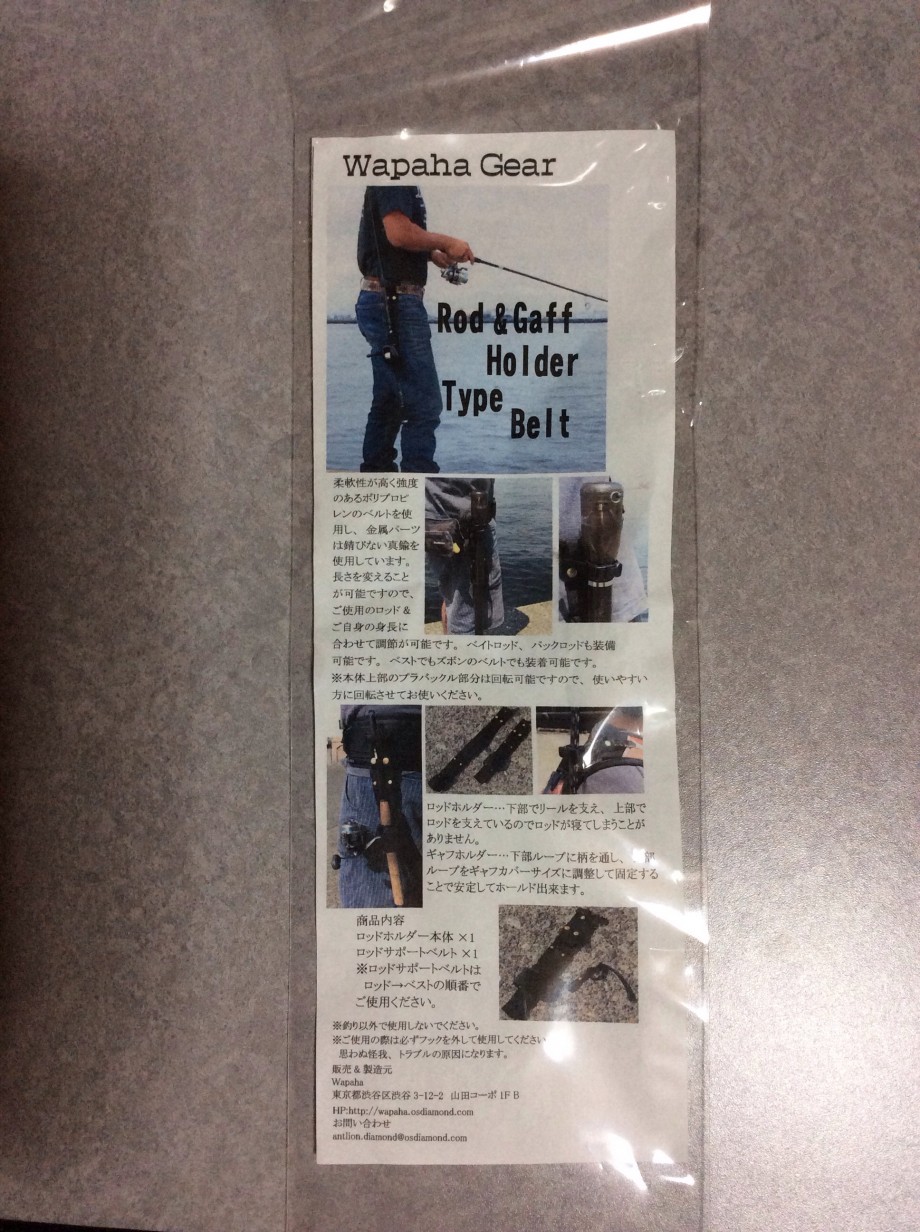 Wapaha Gear
Rod & Gaff
Holder
Type
Belt
柔軟性が高く強度
のあるポリプロピ
レンのベルトを使
用し、金属パーツ
は錆びない真鍮を
使用しています。
長さを変えること
が可能ですので、
ご使用のロッド&
ご自身の身長に
合わせて調節が可能です。ベイトロッド、パックロッドも装備
可能です。ベストでもズボンのベルトでも装着可能です。
※本体上部のプラバックル部分は回転可能ですので、使いやすい
方に回転させてお使いください。
ロッドホルダー…下部でリールを支え、上部で
ロッドを支えているのでロッドが寝てしまうことが
ありません。
ギャフホルダー…下部ループに柄を通し、 部
ループをギャフカバーサイズに調整して固定する
ことで安定してホールド出来ます。
商品内容
ロッドホルダー本体 ×1
ロッドサポートベルト ×1
※ロッドサポートベルトは
ロッド→ベストの順番で
ご使用ください。
※釣り以外で使用しないでください。
※ご使用の際は必ずフックを外して使用してください
思わぬ怪我、トラブルの原因になります。
販売&製造元
Wapaha
東京都渋谷区渋谷 3-12-2 山田コーポ 1F B
HP:http://wapaha.osdiamond.com
お問い合わせ
antlion.diamond@osdiamond.com